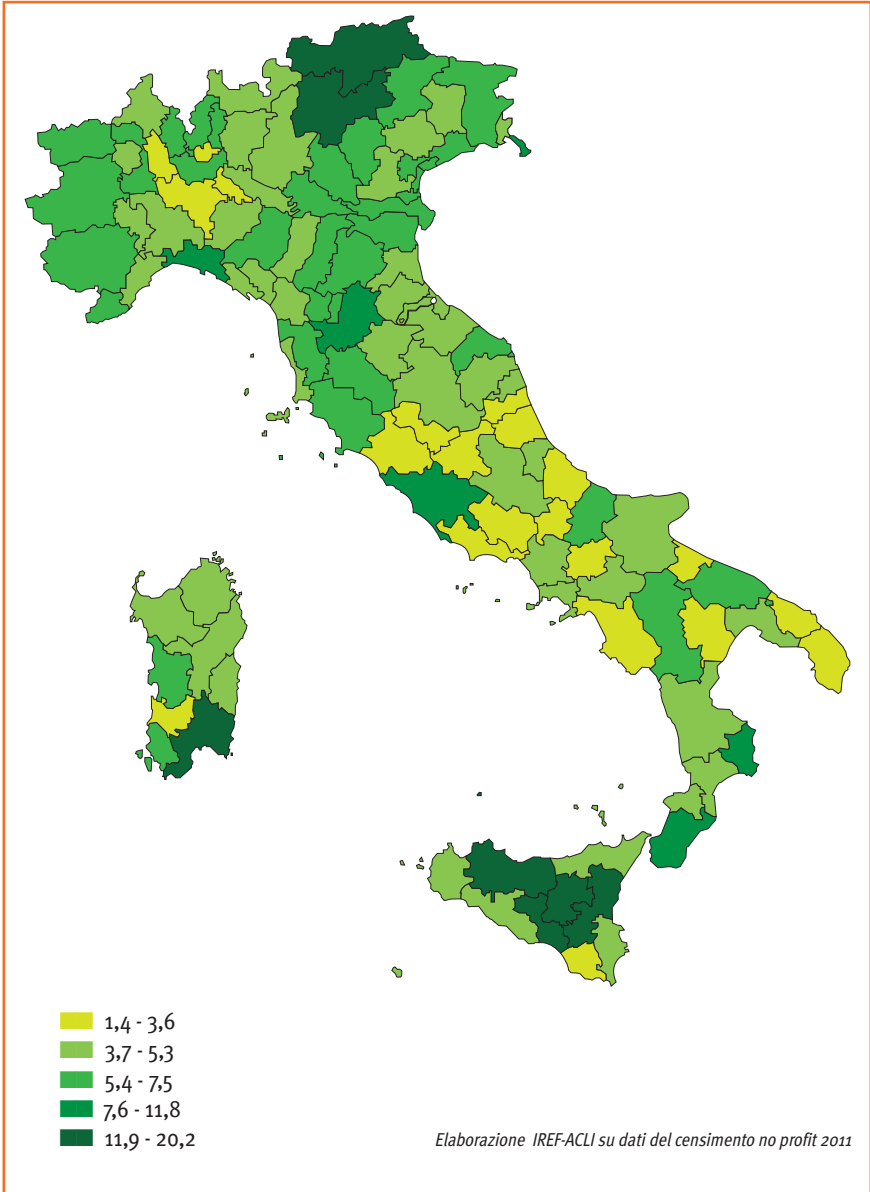 1,4 - 3,6
3,7 - 5,3
5,4 - 7,5
7,6 - 11,8
11,9 - 20,2
Elaborazione IREF-ACLI su dati del censimento no profit 2011